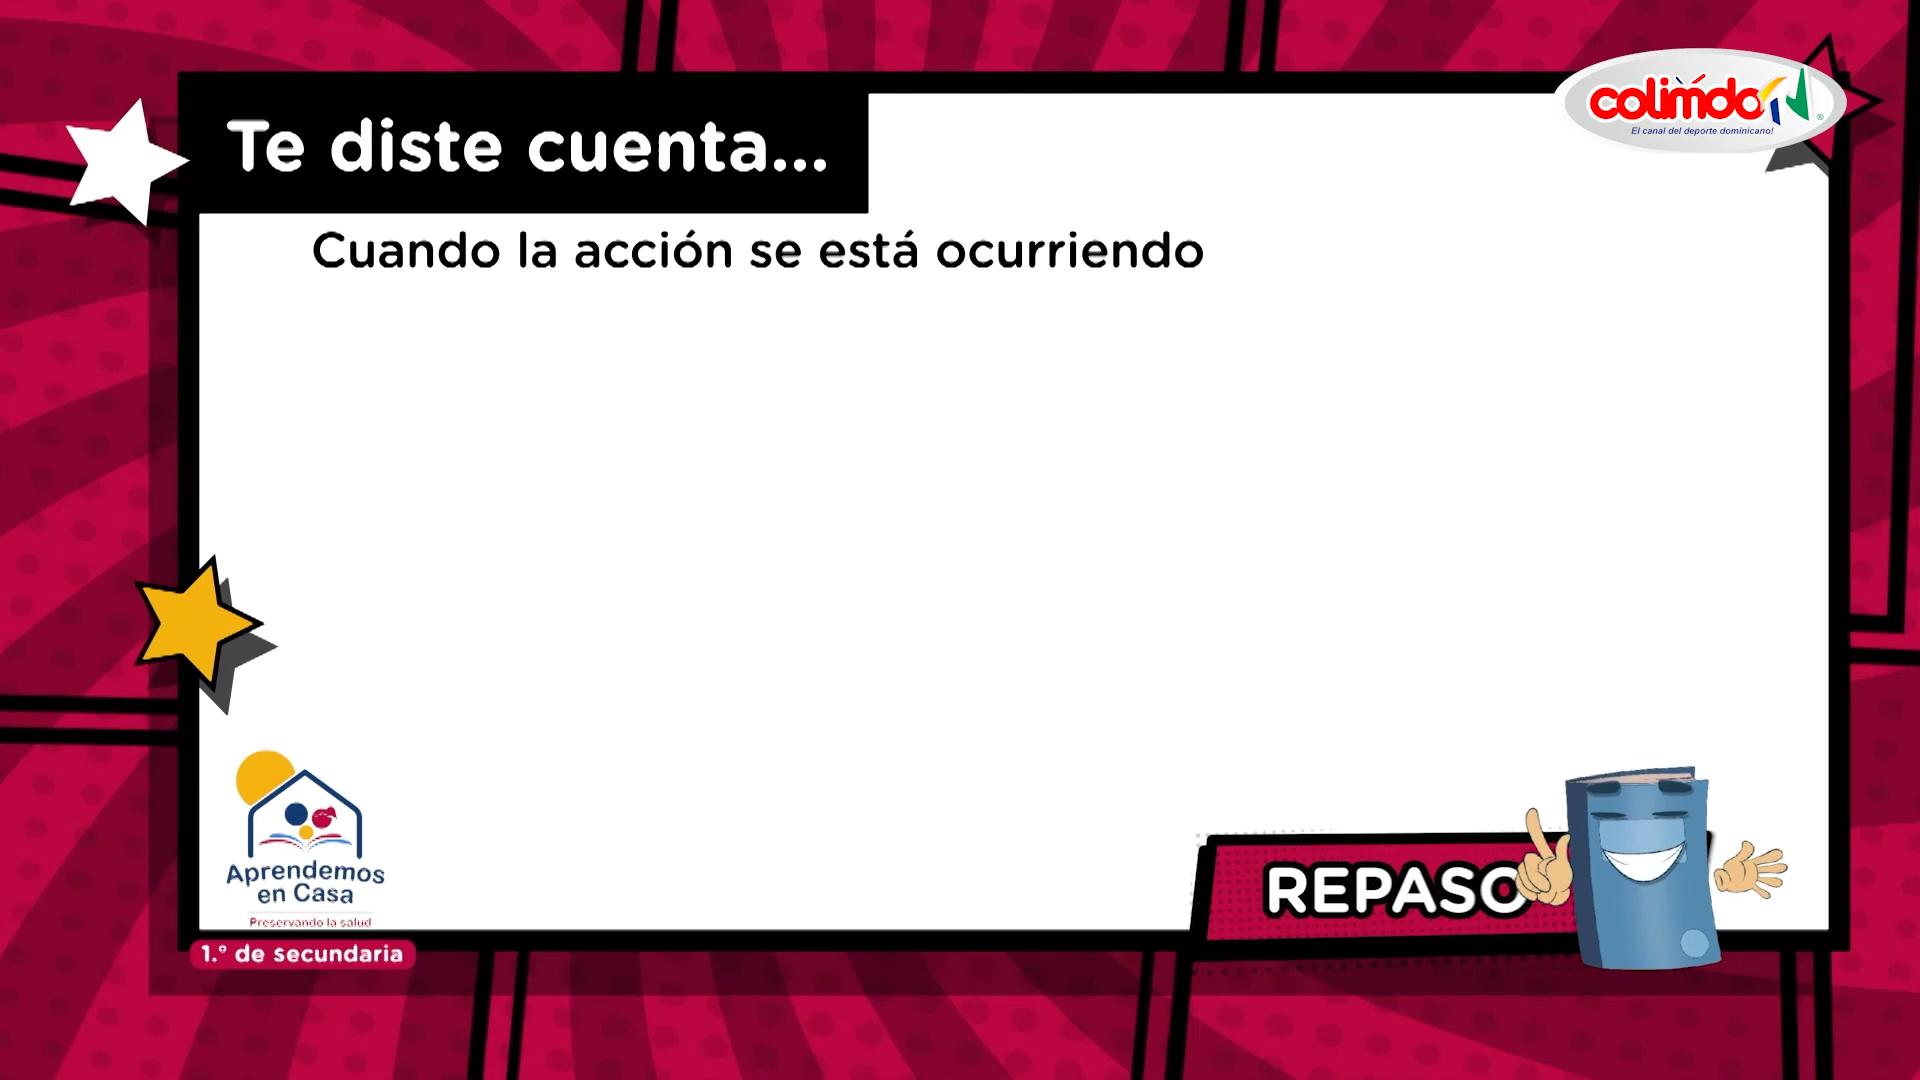 colimdo
El canal del deporte dominicano!
Te diste cuenta...
Cuando la acción se está ocurriendo
Aprendemos
en Casa
Preservando la salud
REPASO
1.º de secundaria